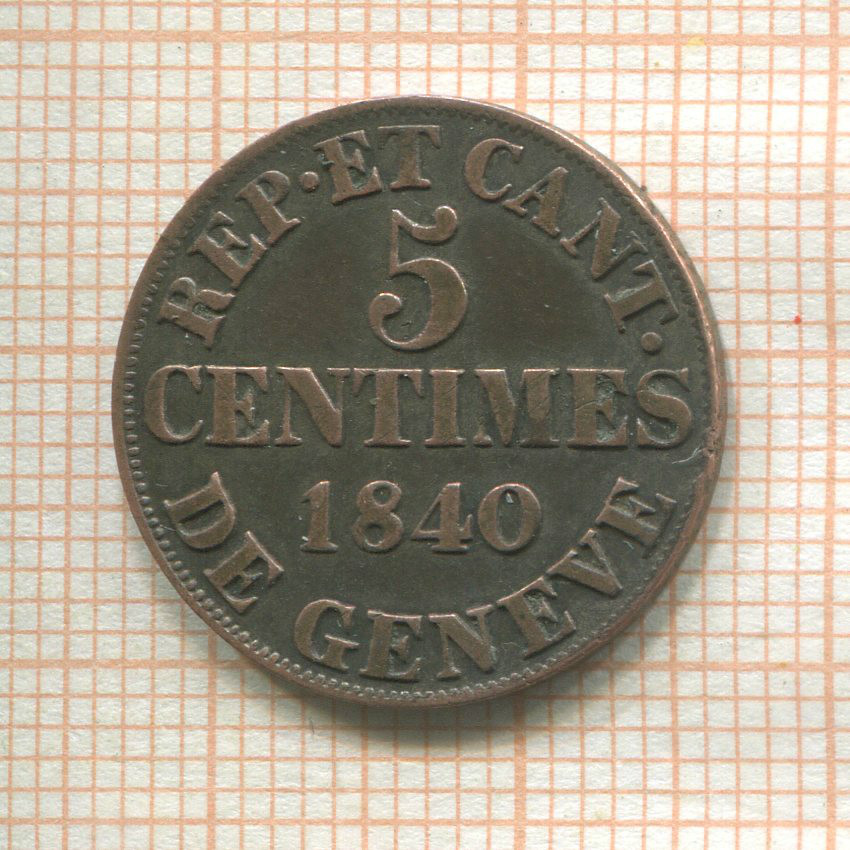 REP· ET CANT.
5
CENTIMES
1840
DE GENEVE